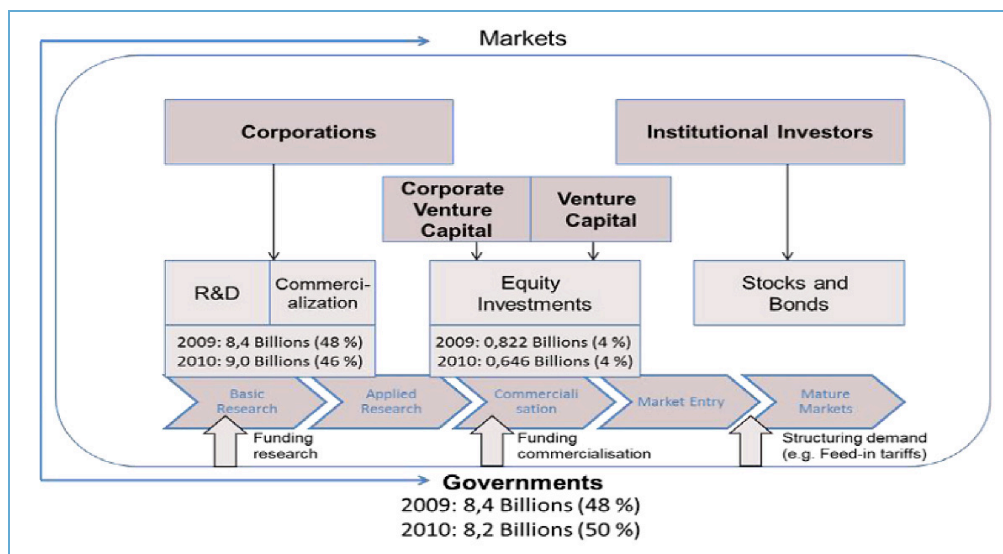 Markets
Corporations
Institutional Investors
Corporate
Venture
Capital
Venture
Capital
R&D
Commerci-
alization
Equity
Investments
Stocks and
Bonds
2009: 8,4 Billions (48 %)
2010: 9,0 Billions (46 %)
2009: 0,822 Billions (4 %)
2010: 0,646 Billions (4 %)
Basic
Research
Applied
Research
Commerciali
sation
Market Entry
Mature
Markets
Funding
research
Funding
commercialisation
Structuring demand
(e.g. Feed-in tariffs)
Governments
2009: 8,4 Billions (48 %)
2010: 8,2 Billions (50 %)